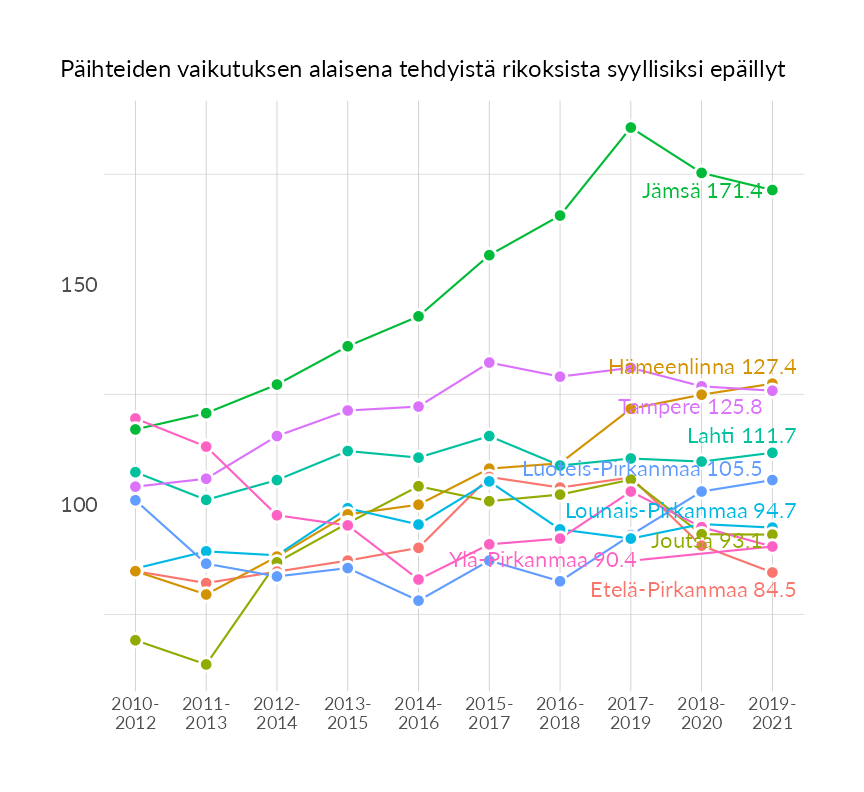 Päihteiden vaikutuksen alaisena tehdyistä rikoksista syyllisiksi epäillyt
Jämsä 171.4
150
Hämeenlinna 127.4
Tampere 125.8
Lahti 111.7
Luoteis-Pirkanmaa 105.5
100
Lounais-Pirkanmaa 94.7
Joutsa 93.1
Ylä-Pirkanmaa 90.4
Etelä-Pirkanmaa 84.5
2010- 2011- 2012- 2013- 2014- 2015- 2016- 2017- 2018- 2019-
2012 2013 2014 2015 2016 2017 2018 2019 2020 2021